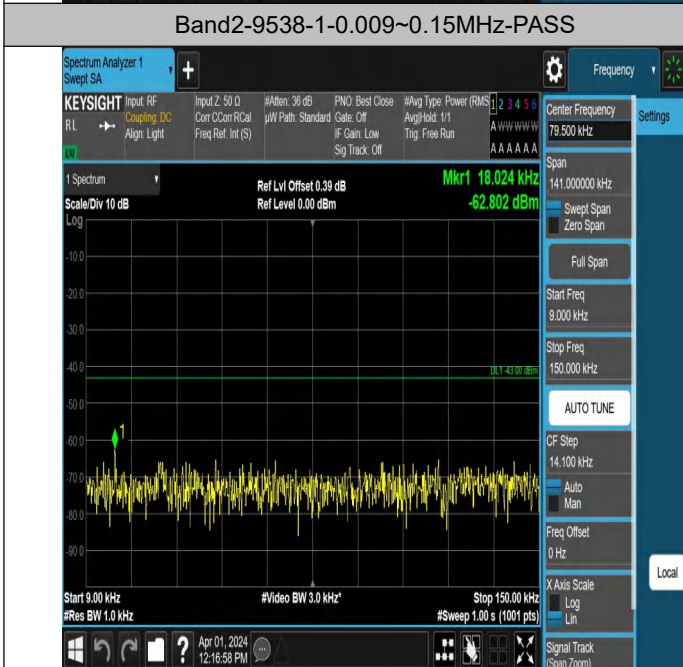 Band2-9538-1-0.009~0.15MHz-PASS
Spectrum Analyzer 1
Swept SA
+
Frequency
Settings
KEYSIGHT
RL
Input: RF
Coupling: DC
Align: Light
Input Z: 50 Ω
Corr CCorr RCal
Freq Ref: Int (S)
#Atten: 36 dB
µW Path: Standard
PNO: Best Close
Gate: Off
IF Gain: Low
Sig Track: Off
#Avg Type: Power (RMS
Avg|Hold: 1/1
Trig: Free Run
1 2 3 4 5 6
A W W W W W
A A A A A A
1 Spectrum
Scale/Div 10 dB
Log
Ref Lvl Offset 0.39 dB
Ref Level 0.00 dBm
Mkr1 18.024 kHz
-62.802 dBm
-10.0
-20.0
-30.0
-40.0
DL1 -43.00 dBm
-50.0
1
-60.0
-70.0
-80.0
-90.0
Start 9.00 kHz
#Res BW 1.0 kHz
#Video BW 3.0 kHz*
Stop 150.00 kHz
#Sweep 1.00 s (1001 pts)
Center Frequency
79.500 kHz
Span
141.000000 kHz
Swept Span
Zero Span
Full Span
Start Freq
9.000 kHz
Stop Freq
150.000 kHz
AUTO TUNE
CF Step
14.100 kHz
Auto
Man
Freq Offset
0 Hz
X Axis Scale
Log
Lin
Signal Track
(Span Zoom)
Local
?
Apr 01, 2024
12:16:58 PM